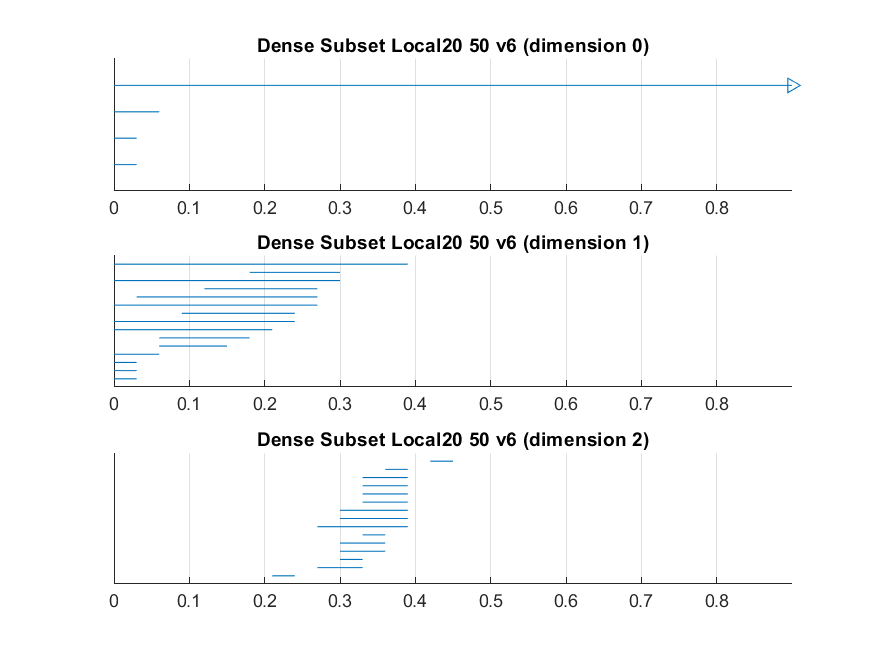 Dense Subset Local20 50 v6 (dimension 0)
0 0.1 0.2 0.3 0.4 0.5 0.6 0.7 0.8
Dense Subset Local20 50 v6 (dimension 1)
0 0.1 0.2 0.3 0.4 0.5 0.6 0.7 0.8
Dense Subset Local20 50 v6 (dimension 2)
0 0.1 0.2 0.3 0.4 0.5 0.6 0.7 0.8